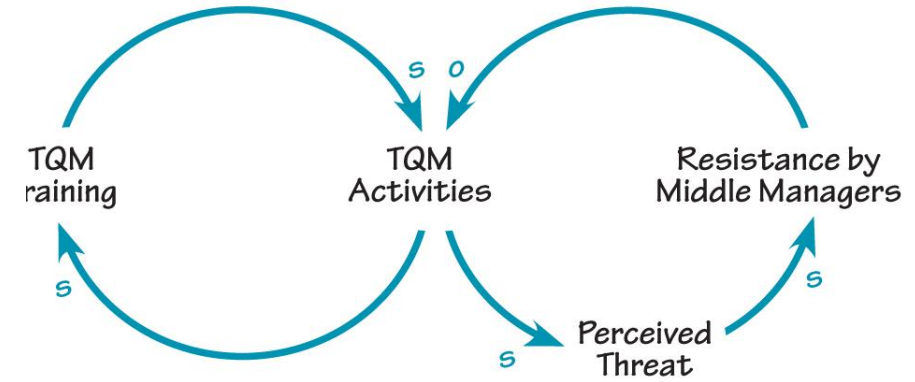 S O
TQM
raining
TQM
Activities
Resistance by
Middle Managers
S
S
Perceived
Threat
S